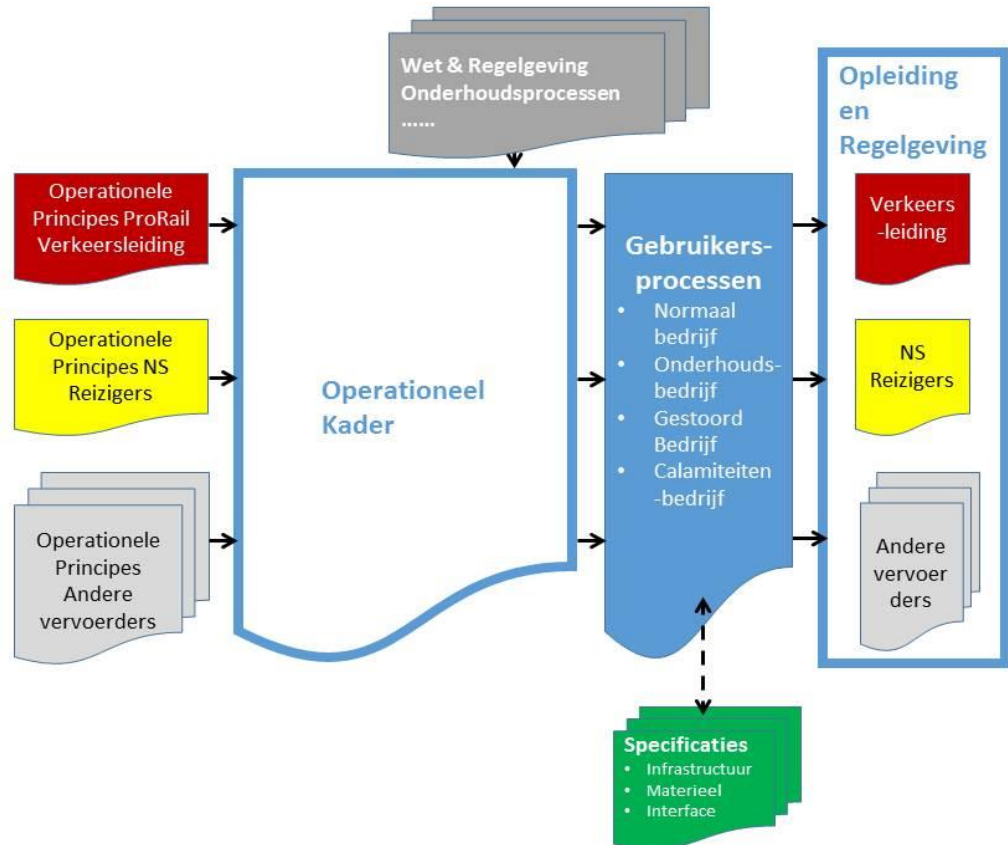 Wet & Regelgeving
Onderhoudsprocessen
......
Opleiding
en
Regelgeving
Operationele
Principes ProRail
Verkeersleiding
Operationele
Principes NS
Reizigers
Operationele
Principes
Andere
vervoerders
Operationeel
Kader
Gebruikers-
processen
• Normaal
bedrijf
• Onderhouds-
bedrijf
• Gestoord
Bedrijf
• Calamiteiten
-bedrijf
Verkeers
-leiding
NS
Reizigers
Andere
vervoer
ders
Specificaties
• Infrastructuur
• Materieel
• Interface